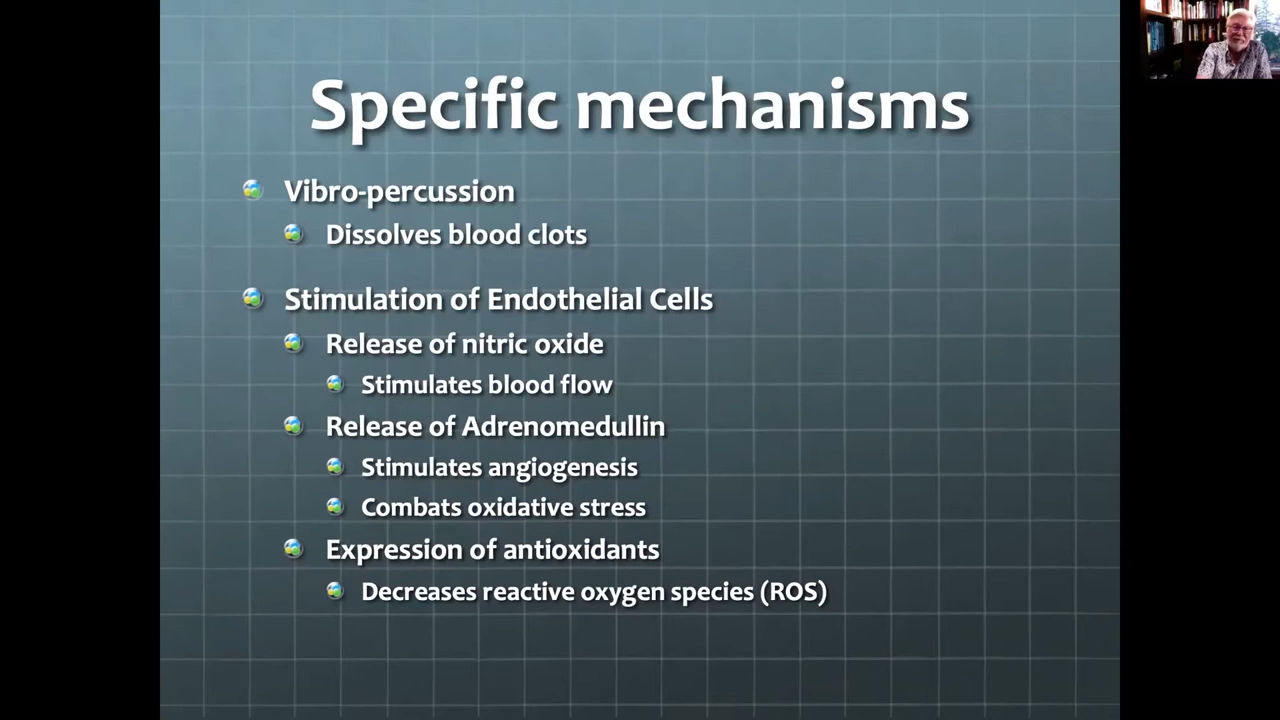 Specific mechanisms
Vibro-percussion
Dissolves blood clots
Stimulation of Endothelial Cells
Release of nitric oxide
Stimulates blood flow
Release of Adrenomedullin
Stimulates angiogenesis
Combats oxidative stress
Expression of antioxidants
Decreases reactive oxygen species (ROS)